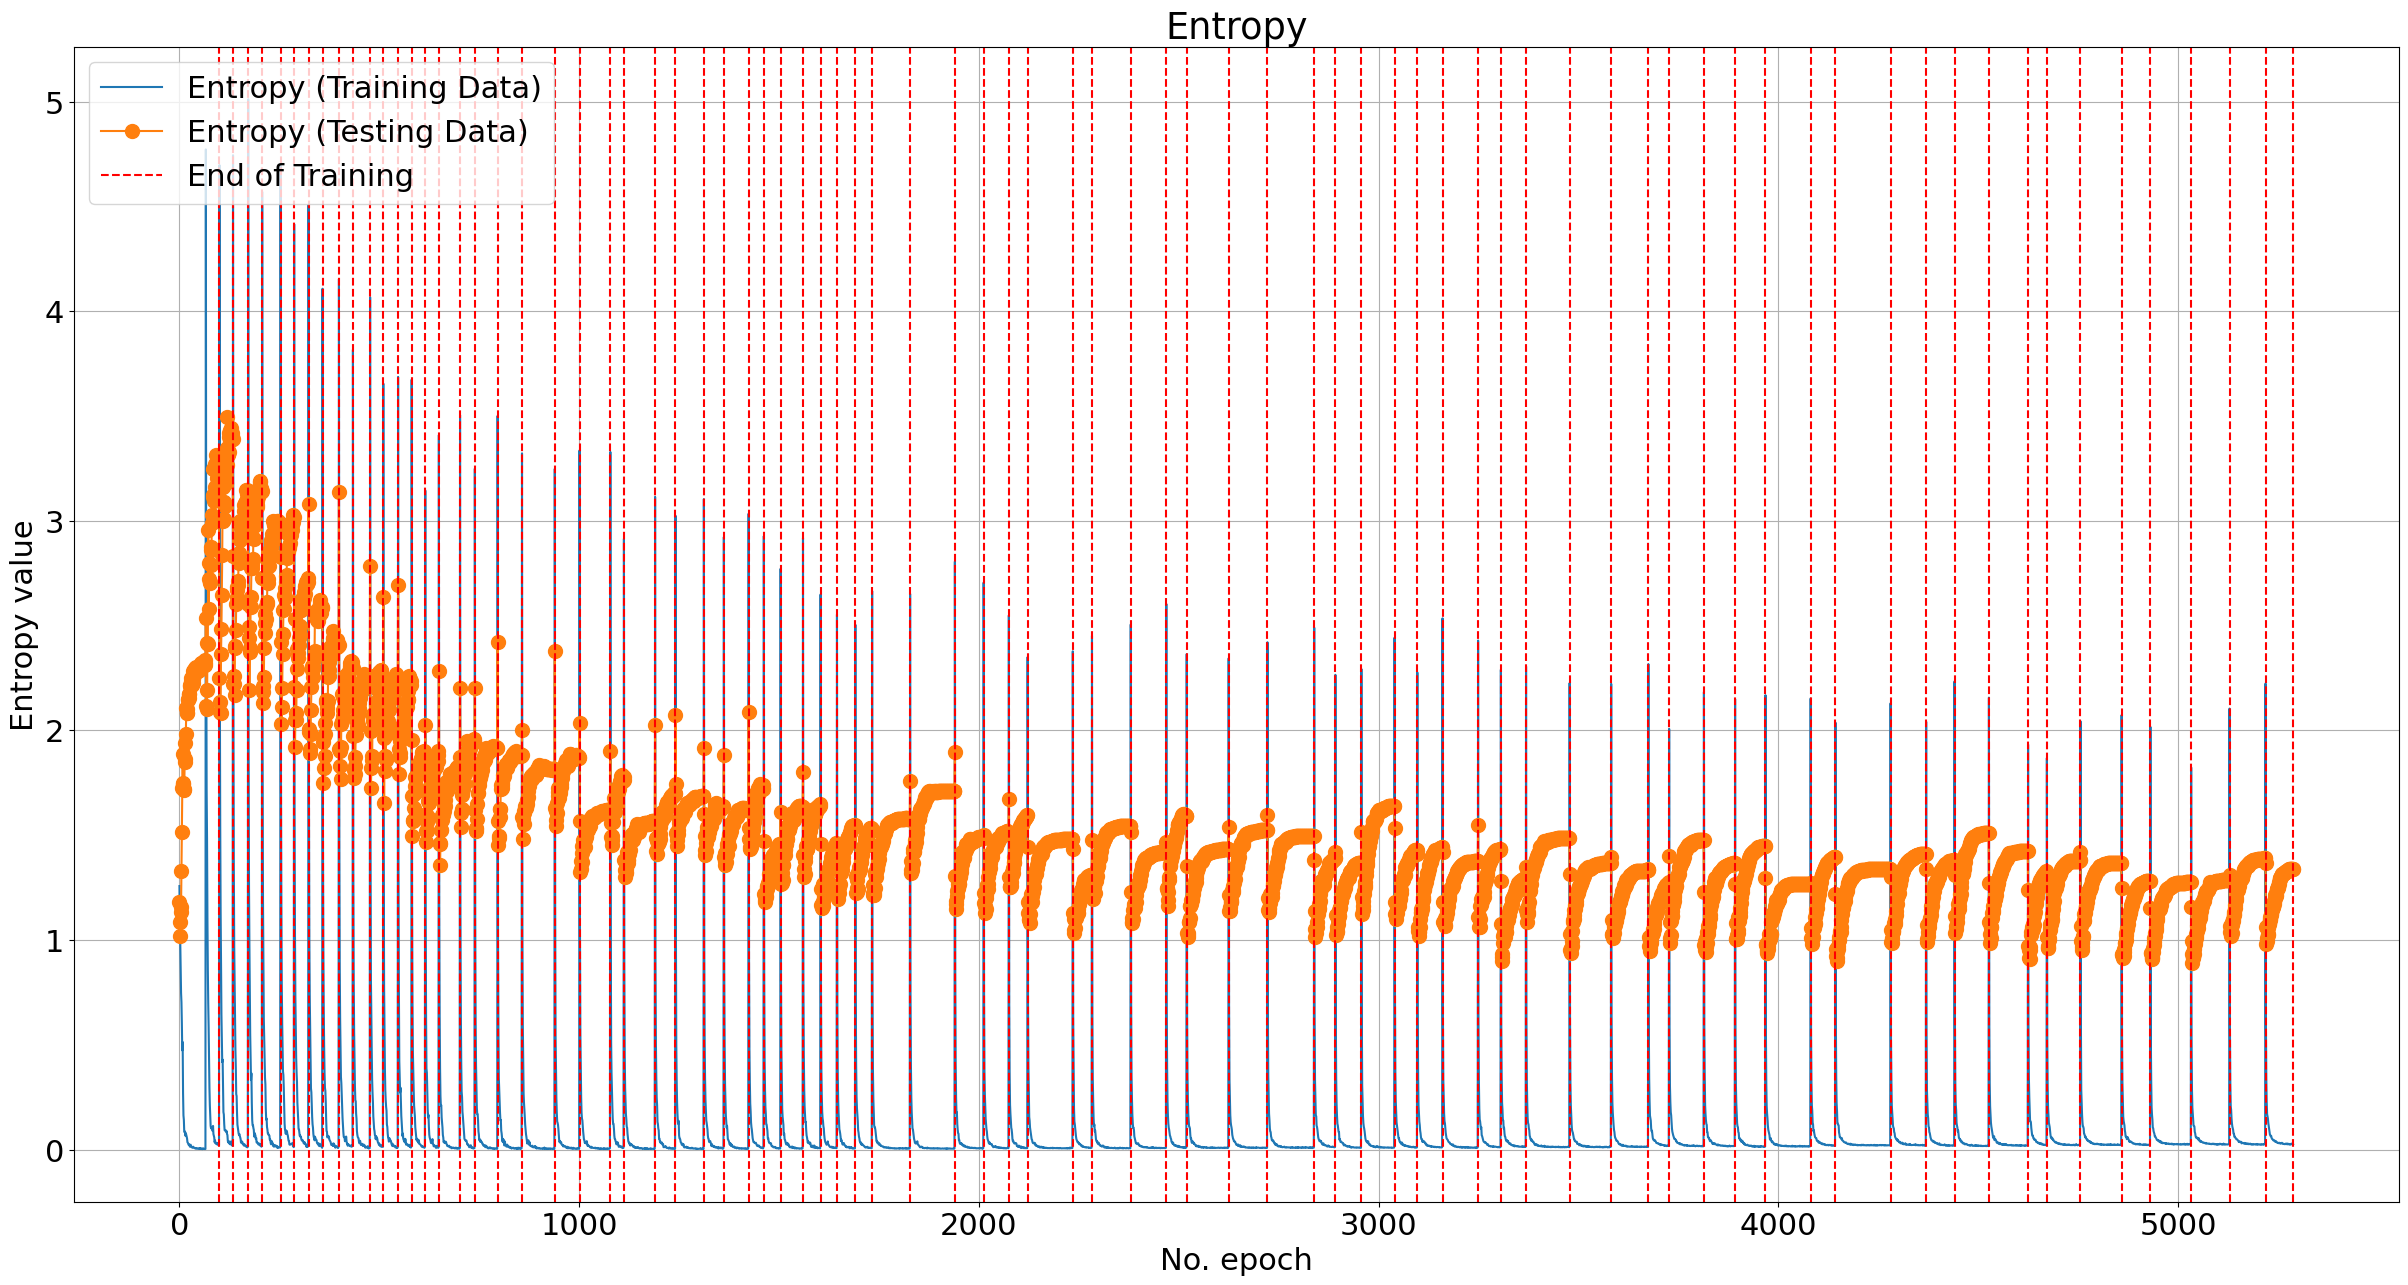 Entropy
Entropy (Training Data)
Entropy (Testing Data)
End of Training
5
4
3
2
1
0
Entropy value
0 1000 2000 3000 4000 5000
No. epoch